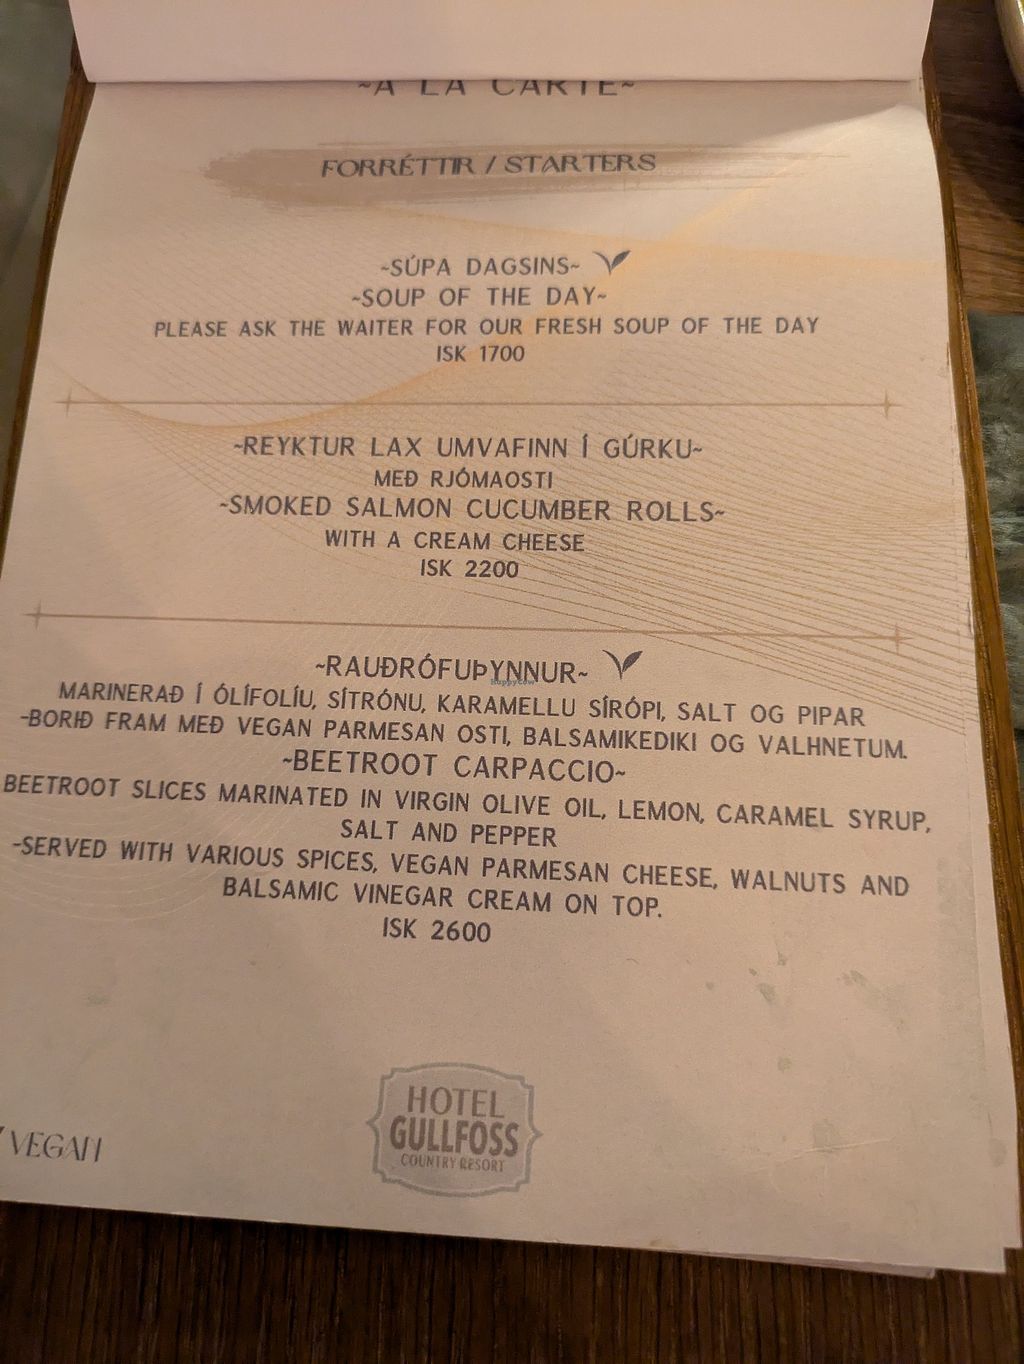 ~A LA CARTE~
FORRÉTTIR / STARTERS
~SÚPA DAGSINS~
~SOUP OF THE DAY~
PLEASE ASK THE WAITER FOR OUR FRESH SOUP OF THE DAY
ISK 1700
~REYKTUR LAX UMVAFINN Í GÚRKU~
MEÐ RJÓMAOSTI
~SMOKED SALMON CUCUMBER ROLLS~
WITH A CREAM CHEESE
ISK 2200
~RAUÐRÓFUÞYNNUR~
HappyCow
MARINERAÐ Í ÓLÍFOLÍU, SÍTRÓNU, KARAMELLU SÍRÓPI, SALT OG PIPAR
~BORIÐ FRAM MEÐ VEGAN PARMESAN OSTI, BALSAMIKEDIKI OG VALHNETUM.
~BEETROOT CARPACCIO~
BEETROOT SLICES MARINATED IN VIRGIN OLIVE OIL, LEMON, CARAMEL SYRUP,
SALT AND PEPPER
~SERVED WITH VARIOUS SPICES, VEGAN PARMESAN CHEESE, WALNUTS AND
BALSAMIC VINEGAR CREAM ON TOP.
ISK 2600
HOTEL
GULLFOSS
COUNTRY RESORT
VEGAN